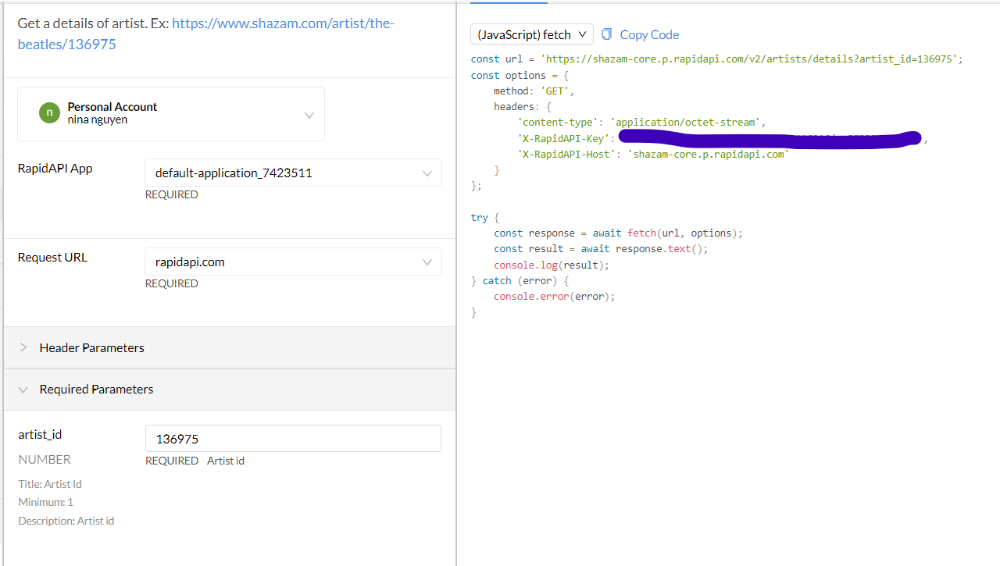 Get a details of artist. Ex: https://www.shazam.com/artist/the-
beatles/136975
n
Personal Account
nina nguyen
RapidAPI App
default-application_7423511
REQUIRED
Request URL
rapidapi.com
REQUIRED
Header Parameters
Required Parameters
artist_id
136975
NUMBER
REQUIRED Artist id
Title: Artist Id
Minimum: 1
Description: Artist id
(JavaScript) fetch
Copy Code
const url = 'https://shazam-core.p.rapidapi.com/v2/artists/details?artist_id=136975';
const options = {
method: 'GET',
headers: {
'content-type': 'application/octet-stream',
'X-RapidAPI-Key': ,
'X-RapidAPI-Host': 'shazam-core.p.rapidapi.com'
}
};
try {
const response = await fetch(url, options);
const result = await response.text();
console.log(result);
} catch (error) {
console.error(error);
}